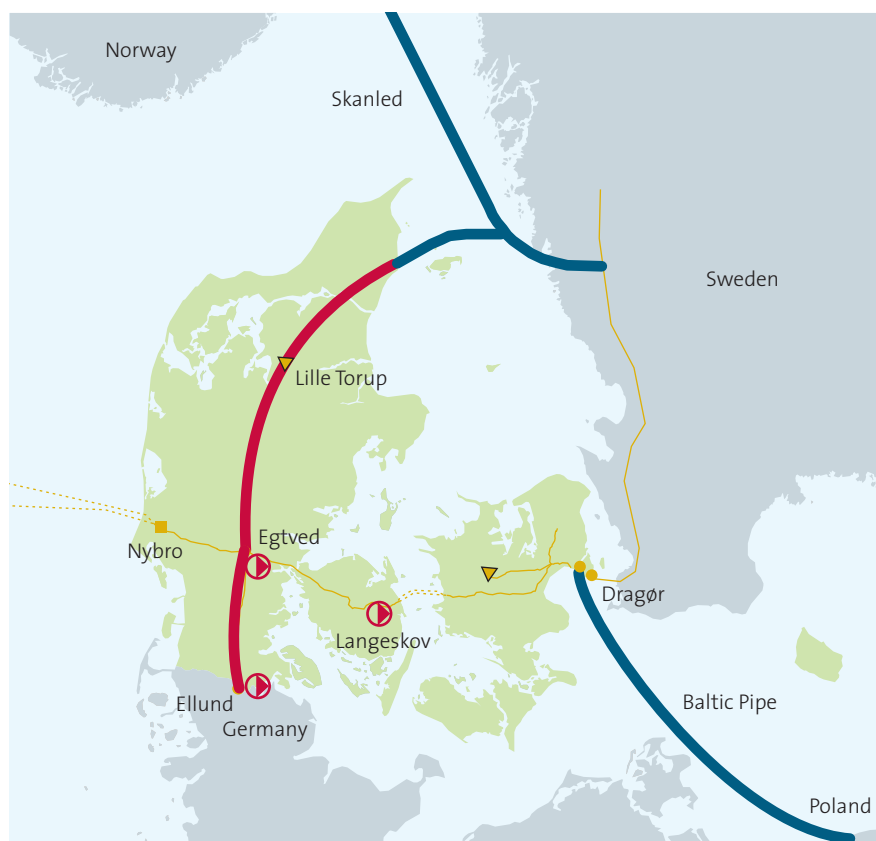 Norway
Skanled
Sweden
Lille Torup
Egtved
Nybro
Dragør
Langeskov
Ellund
Germany
Baltic Pipe
Poland